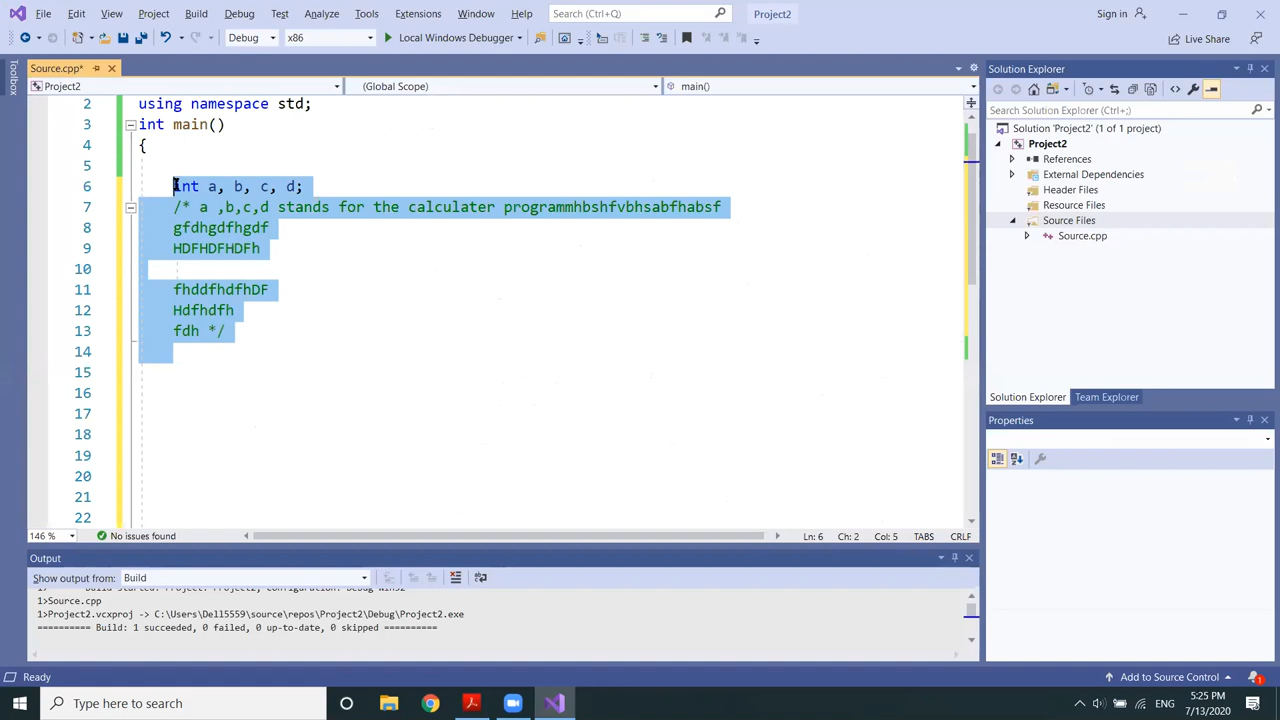 File Edit View Git Project Build Debug Test Analyze Tools Extensions Window Help Search (Ctrl+Q) Project2 Sign in
Debug x86 Local Windows Debugger Live Share
Toolbox
Source.cpp*
Project2 (Global Scope) main()
2 using namespace std;
3 int main()
4 {
5
6 int a, b, c, d;
7 /* a ,b,c,d stands for the calculater programmhbshfvbhsabfhabsf
8 gfdhgdfhgdf
9 HDFHDFHDFh
10
11 fhddfhdfhDF
12 Hdfhdfh
13 fdh */
14
15
16
17
18
19
20
21
22
146 % No issues found Ln: 6 Ch: 2 Col: 5 TABS CRLF
Output
Show output from: Build
1>Source.cpp
1>Project2.vcxproj -> C:\Users\Dell5559\source\repos\Project2\Debug\Project2.exe
========== Build: 1 succeeded, 0 failed, 0 up-to-date, 0 skipped ==========
Solution Explorer
Search Solution Explorer (Ctrl+;)
Solution 'Project2' (1 of 1 project)
Project2
References
External Dependencies
Header Files
Resource Files
Source Files
Source.cpp
Solution Explorer Team Explorer
Properties
Ready Add to Source Control 1
Type here to search ENG 5:25 PM
7/13/2020